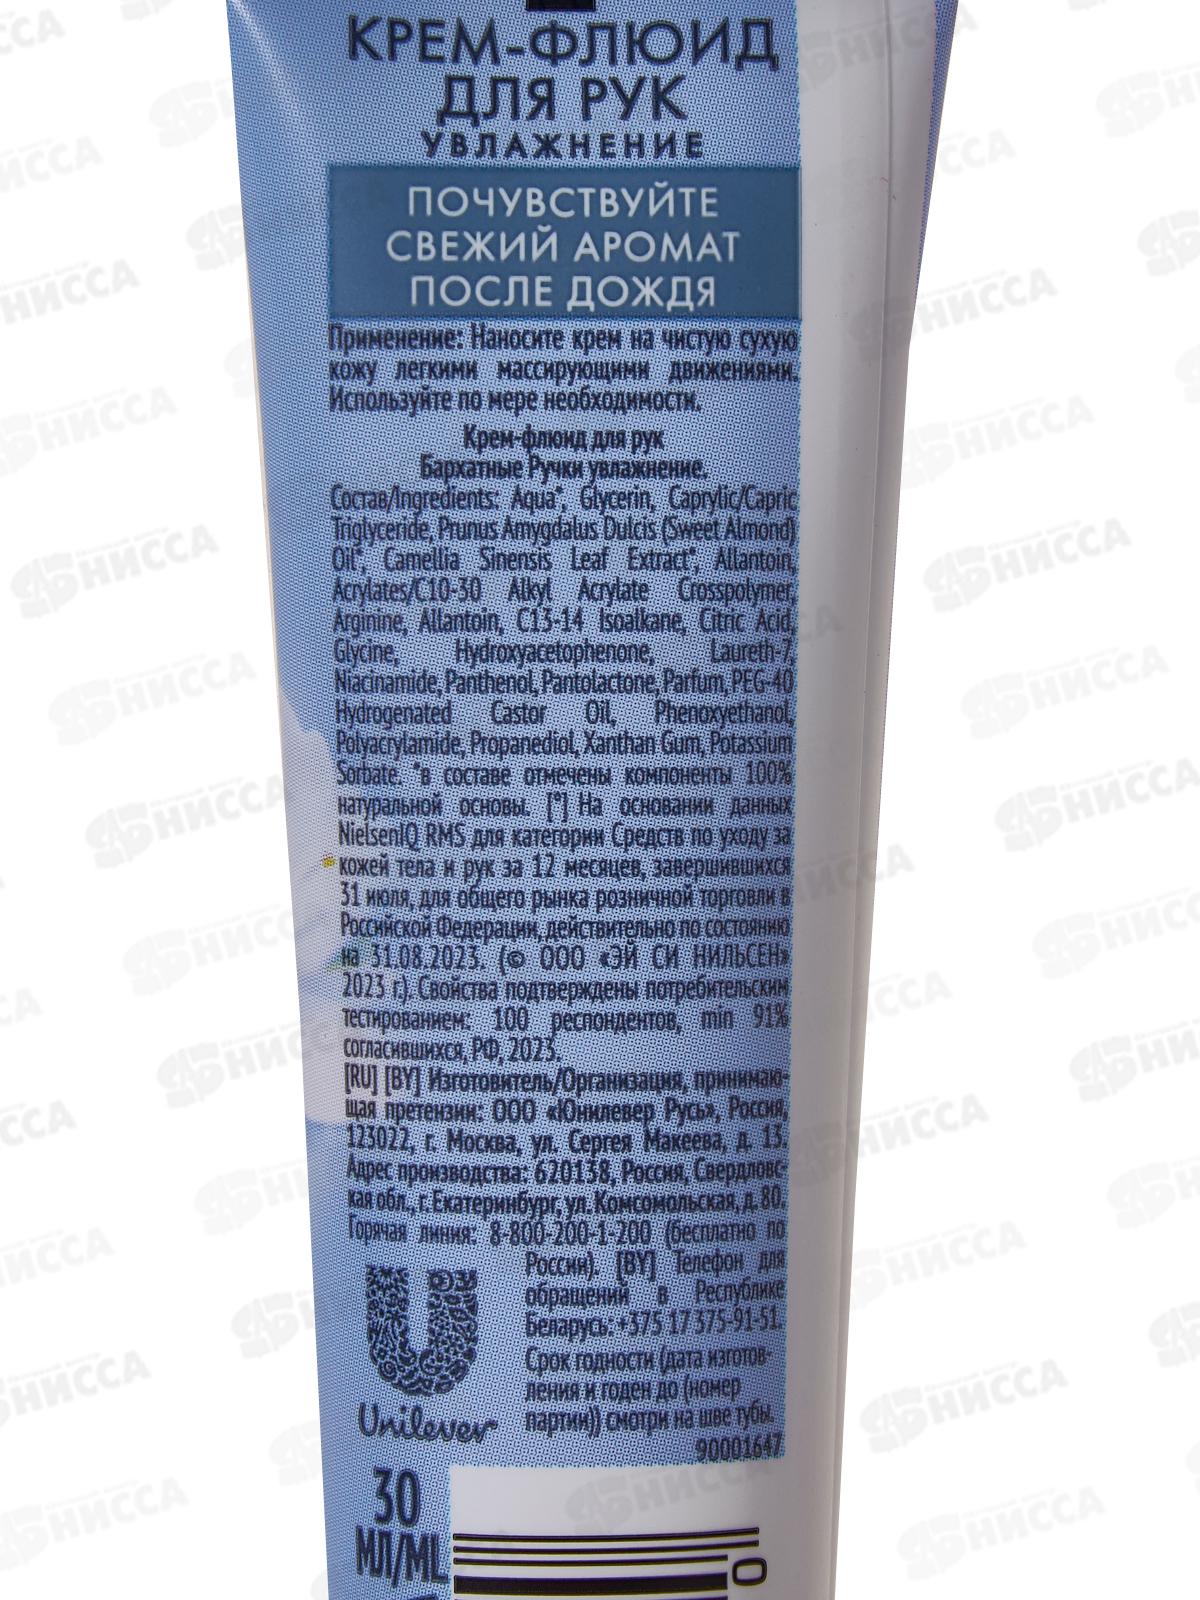 КРЕМ-ФЛЮИД
ДЛЯ РУК
УВЛАЖНЕНИЕ
ПОЧУВСТВУЙТЕ
СВЕЖИЙ АРОМАТ
ПОСЛЕ ДОЖДЯ
Применение: Наносите крем на чистую сухую
кожу легкими массирующими движениями.
Используйте по мере необходимости.
Крем-флюид для рук
Бархатные Ручки увлажнение.
Состав/Ingredients: Aqua*, Glycerin, Caprylic/Capric
Triglyceride, Prunus Amygdalus Dulcis (Sweet Almond)
Oil*, Camellia Sinensis Leaf Extract*, Allantoin,
Acrylates/C10-30 Alkyl Acrylate Crosspolymer,
Arginine, Allantoin, C13-14 Isoalkane, Citric Acid,
Glycine, Hydroxyacetophenone, Laureth-7,
Niacinamide, Panthenol, Pantolactone, Parfum, PEG-40
Hydrogenated Castor Oil, Phenoxyethanol,
Polyacrylamide, Propanediol, Xanthan Gum, Potassium
Sorbate. *в составе отмечены компоненты 100%
натуральной основы. [*] На основании данных
NielsenIQ RMS для категории Средств по уходу за
кожей тела и рук за 12 месяцев, завершившихся
31 июля, для общего рынка розничной торговли в
Российской Федерации, действительно по состоянию
на 31.08.2023. (© ООО «ЭЙ СИ НИЛЬСЕН»
2023 г.). Свойства подтверждены потребительским
тестированием: 100 респондентов, min 91%
согласившихся, РФ, 2023.
[RU] [BY] Изготовитель/Организация, принимаю-
щая претензии: ООО «Юнилевер Русь», Россия,
123022, г. Москва, ул. Сергея Макеева, д. 13.
Адрес производства: 620138, Россия, Свердловс-
кая обл., г. Екатеринбург, ул. Комсомольская, д. 80.
Горячая линия: 8-800-200-1-200 (бесплатно по
России). [BY] Телефон для
обращений в Республике
Беларусь: +375 17 375-91-51.
Срок годности (дата изготов-
ления и годен до (номер
партии)) смотри на шве тубы.
90001647
Unilever
30
МЛ/ML
0